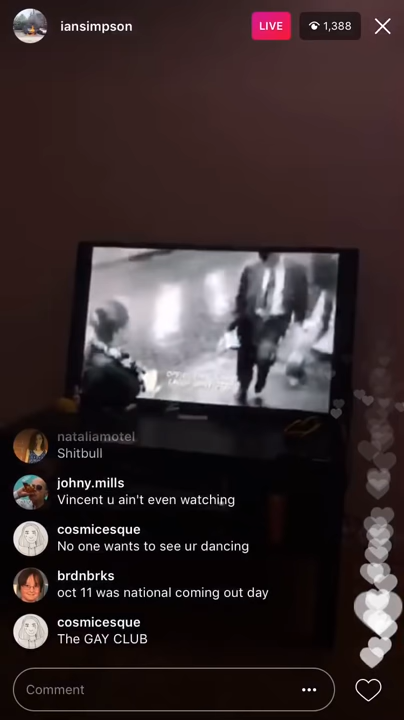 iansimpson
LIVE
1,388
nataliamotel
Shitbull
johny.mills
Vincent u ain't even watching
cosmicesque
No one wants to see ur dancing
brdnbrks
oct 11 was national coming out day
cosmicesque
The GAY CLUB
Comment